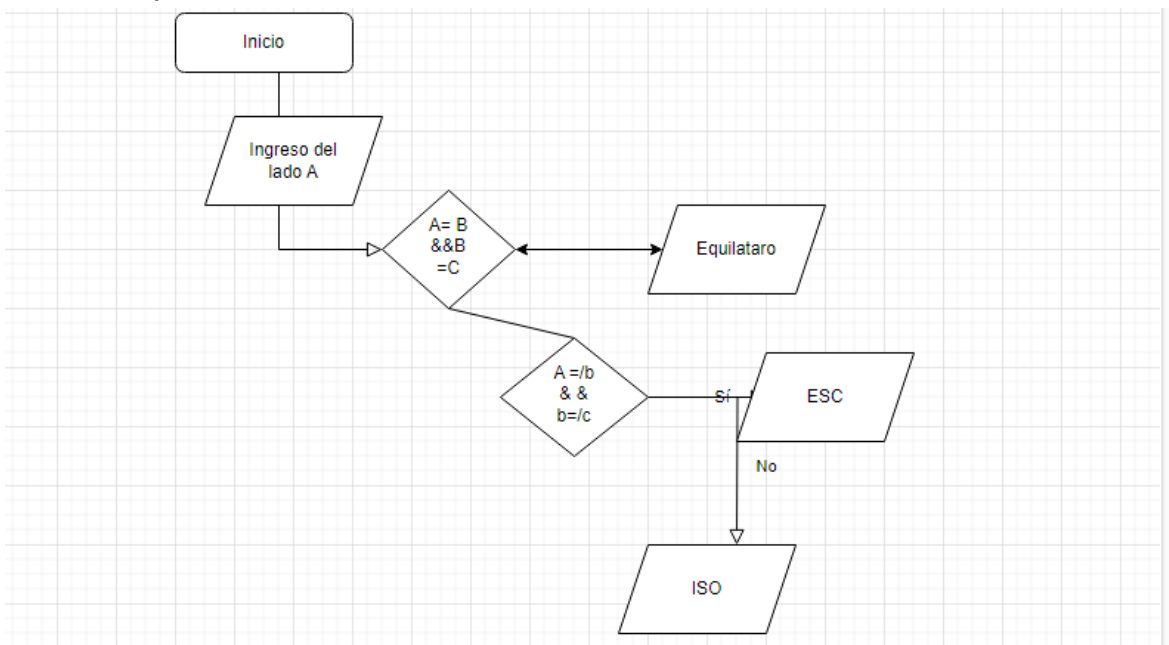 Inicio
Ingreso del
lado A
A= B
&&B
=C
Equilataro
A =/b
& &
b=/c
Sí
ESC
No
ISO